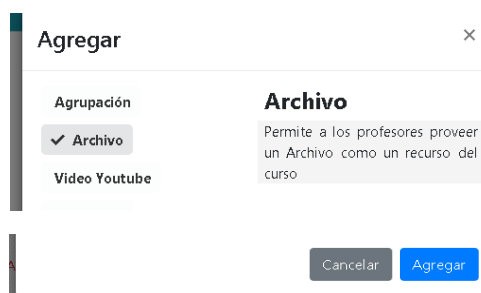 Agregar
×
Agrupación
✓ Archivo
Video Youtube
Archivo
Permite a los profesores proveer
un Archivo como un recurso del
curso
Cancelar
Agregar